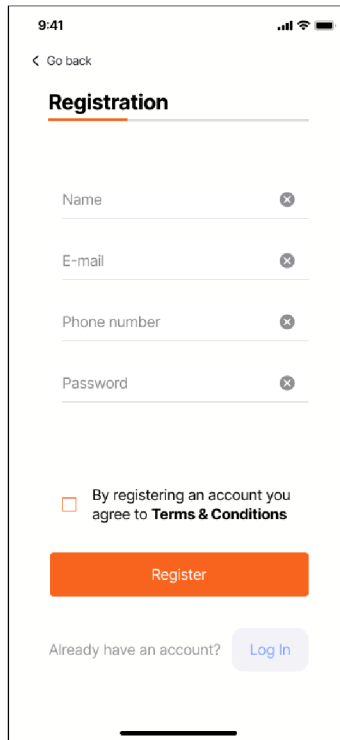 9:41
Go back
Registration
Name
E-mail
Phone number
Password
By registering an account you
agree to Terms & Conditions
Register
Already have an account? Log In